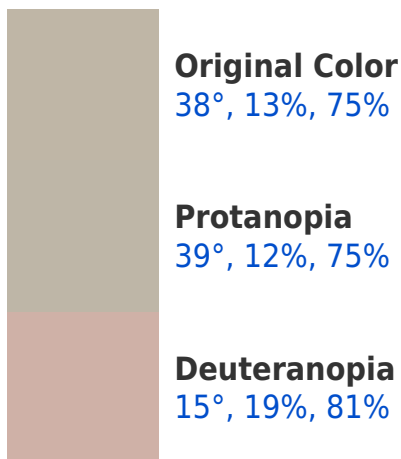 Original Color
38°, 13%, 75%
Protanopia
39°, 12%, 75%
Deuteranopia
15°, 19%, 81%